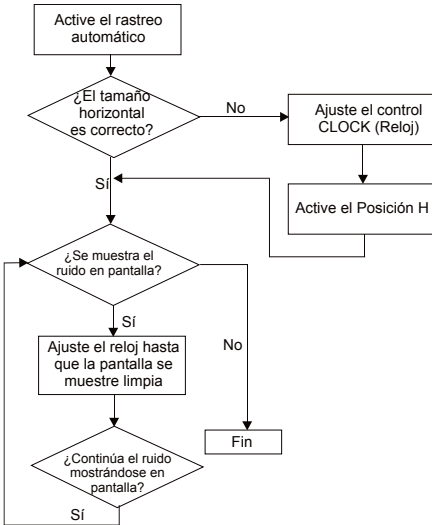 Active el rastreo
automático
¿El tamaño
horizontal
es correcto?
No
Ajuste el control
CLOCK (Reloj)
Sí
Active el Posición H
¿Se muestra el
ruido en pantalla?
Sí
No
Ajuste el reloj hasta
que la pantalla se
muestre limpia
Fin
¿Continúa el ruido
mostrándose en
pantalla?
Sí